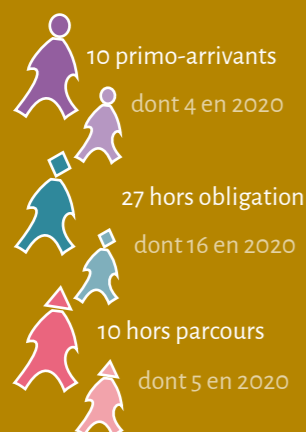 10 primo-arrivants
dont 4 en 2020
27 hors obligation
dont 16 en 2020
10 hors parcours
dont 5 en 2020